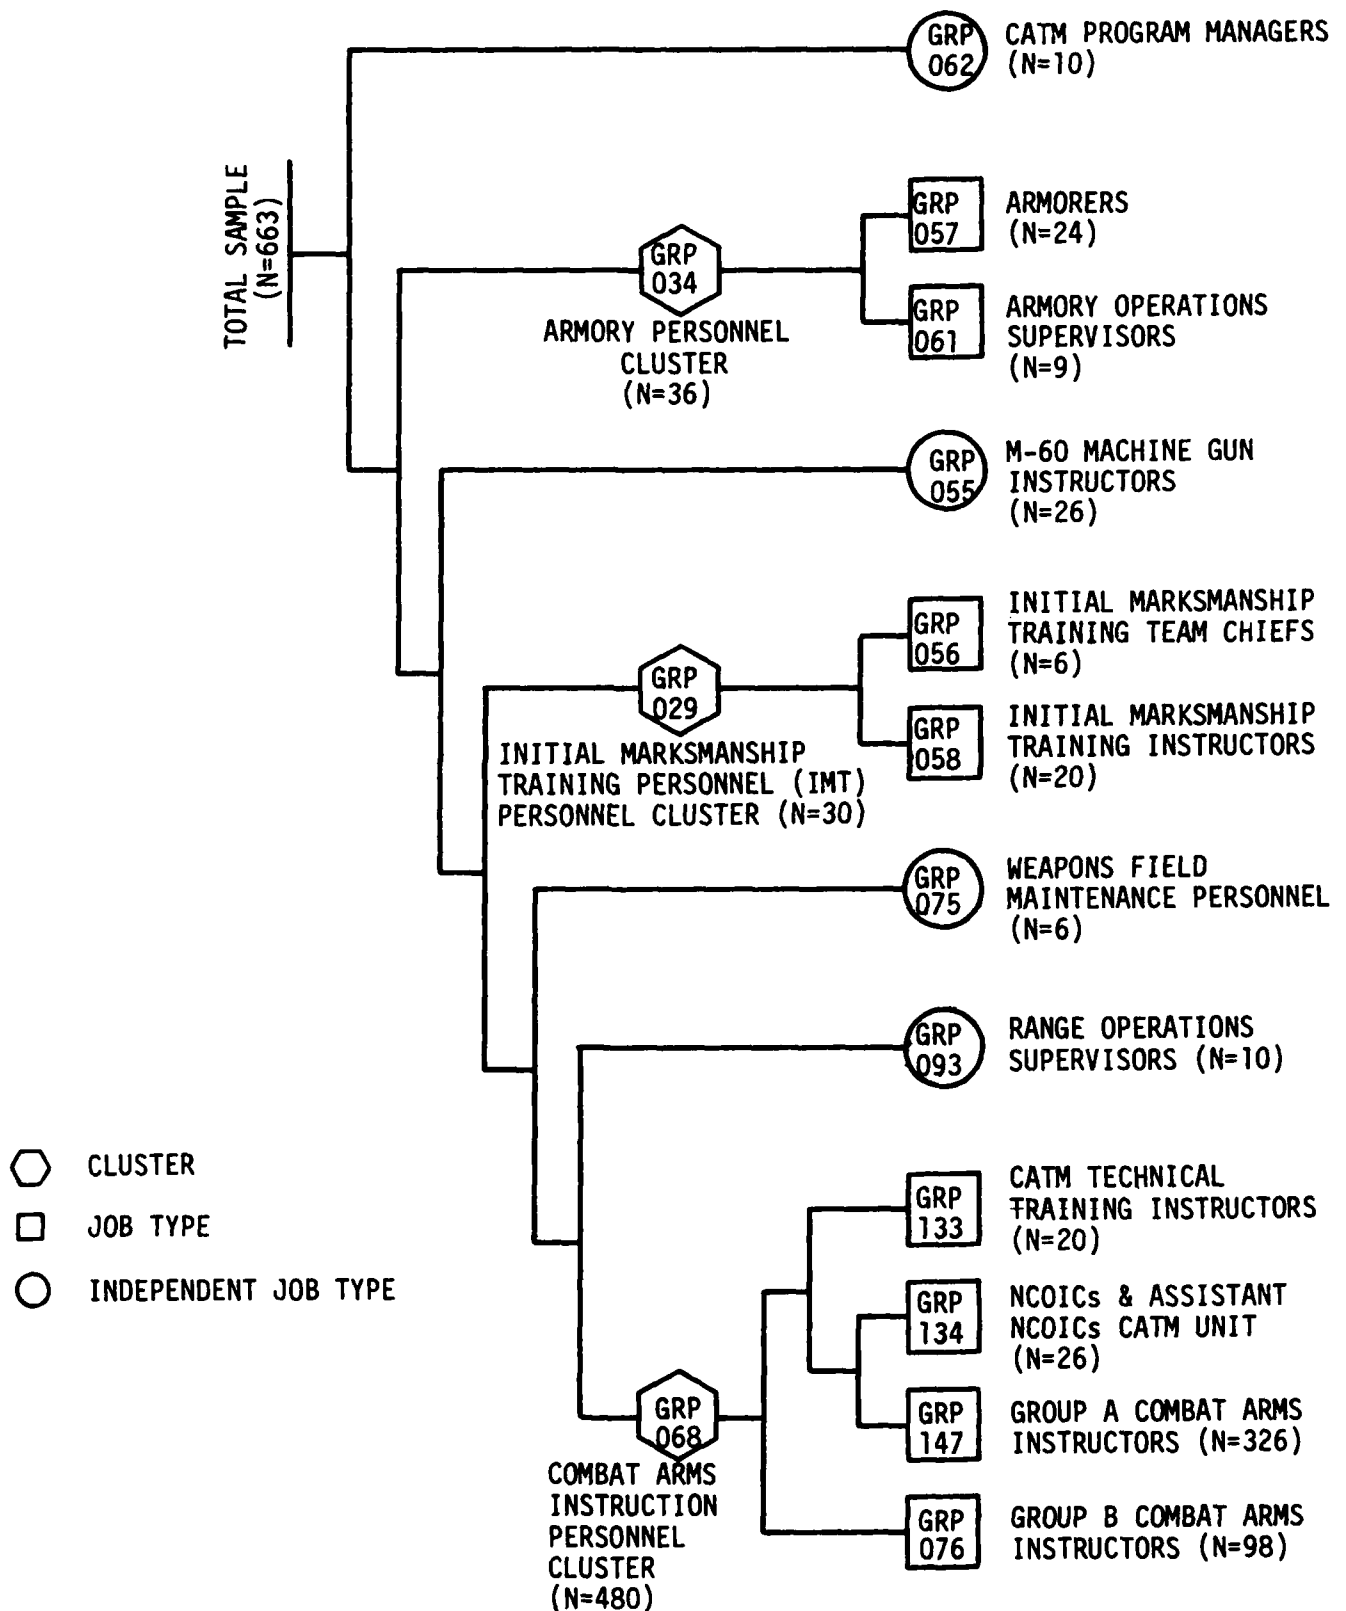 GRP
062
CATM PROGRAM MANAGERS
(N=10)
TOTAL SAMPLE
(N=663)
GRP
057
ARMORERS
(N=24)
GRP
034
ARMORY PERSONNEL
CLUSTER
(N=36)
GRP
061
ARMORY OPERATIONS
SUPERVISORS
(N=9)
GRP
055
M-60 MACHINE GUN
INSTRUCTORS
(N=26)
GRP
056
INITIAL MARKSMANSHIP
TRAINING TEAM CHIEFS
(N=6)
GRP
029
INITIAL MARKSMANSHIP
TRAINING PERSONNEL (IMT)
PERSONNEL CLUSTER (N=30)
GRP
058
INITIAL MARKSMANSHIP
TRAINING INSTRUCTORS
(N=20)
GRP
075
WEAPONS FIELD
MAINTENANCE PERSONNEL
(N=6)
GRP
093
RANGE OPERATIONS
SUPERVISORS (N=10)
CLUSTER
JOB TYPE
INDEPENDENT JOB TYPE
GRP
133
CATM TECHNICAL
TRAINING INSTRUCTORS
(N=20)
GRP
134
NCOICs & ASSISTANT
NCOICs CATM UNIT
(N=26)
GRP
068
COMBAT ARMS
INSTRUCTION
PERSONNEL
CLUSTER
(N=480)
GRP
147
GROUP A COMBAT ARMS
INSTRUCTORS (N=326)
GRP
076
GROUP B COMBAT ARMS
INSTRUCTORS (N=98)